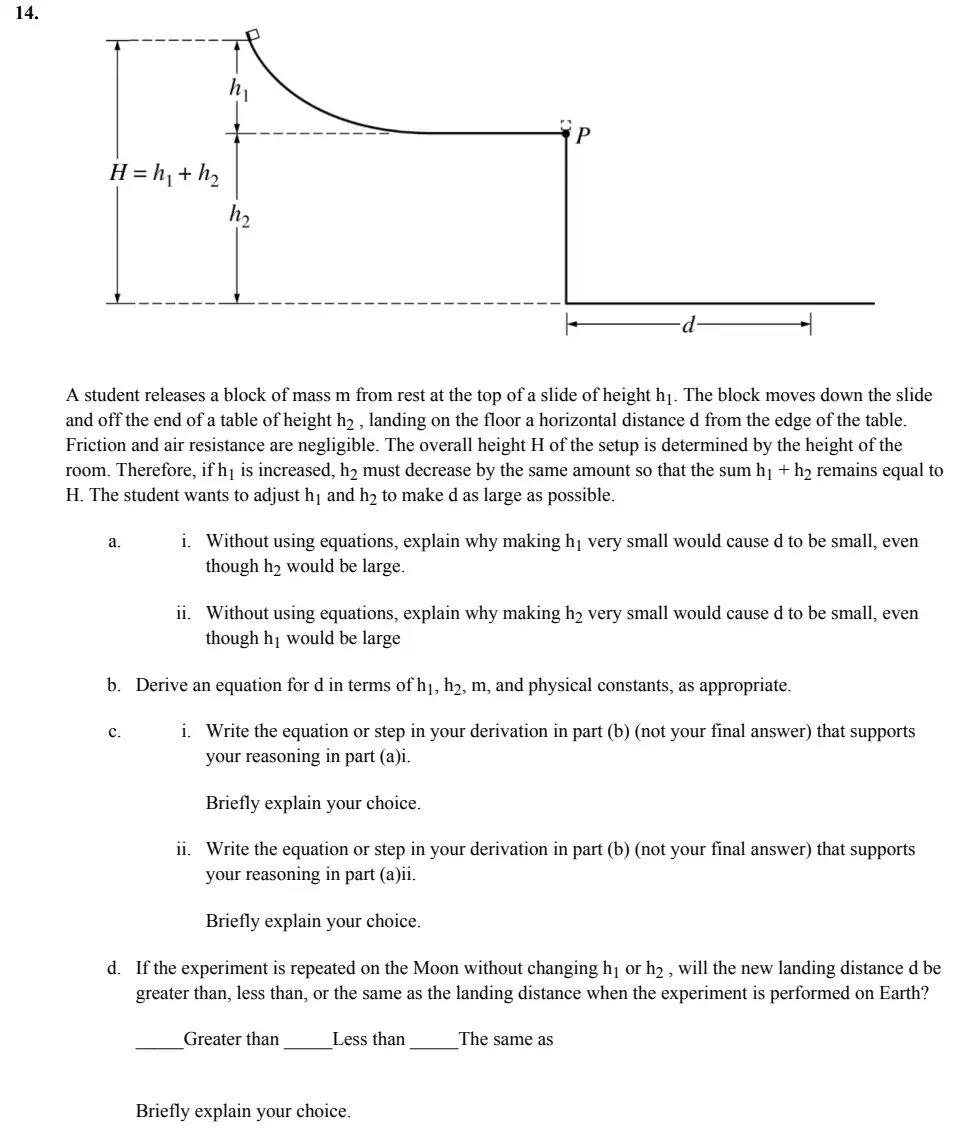 14.
h₁
P
H = h₁ + h₂
h₂
d
A student releases a block of mass m from rest at the top of a slide of height h₁. The block moves down the slide
and off the end of a table of height h₂ , landing on the floor a horizontal distance d from the edge of the table.
Friction and air resistance are negligible. The overall height H of the setup is determined by the height of the
room. Therefore, if h₁ is increased, h₂ must decrease by the same amount so that the sum h₁ + h₂ remains equal to
H. The student wants to adjust h₁ and h₂ to make d as large as possible.
a. i. Without using equations, explain why making h₁ very small would cause d to be small, even
though h₂ would be large.
ii. Without using equations, explain why making h₂ very small would cause d to be small, even
though h₁ would be large
b. Derive an equation for d in terms of h₁, h₂, m, and physical constants, as appropriate.
c. i. Write the equation or step in your derivation in part (b) (not your final answer) that supports
your reasoning in part (a)i.
Briefly explain your choice.
ii. Write the equation or step in your derivation in part (b) (not your final answer) that supports
your reasoning in part (a)ii.
Briefly explain your choice.
d. If the experiment is repeated on the Moon without changing h₁ or h₂ , will the new landing distance d be
greater than, less than, or the same as the landing distance when the experiment is performed on Earth?
_____Greater than _____Less than _____The same as
Briefly explain your choice.